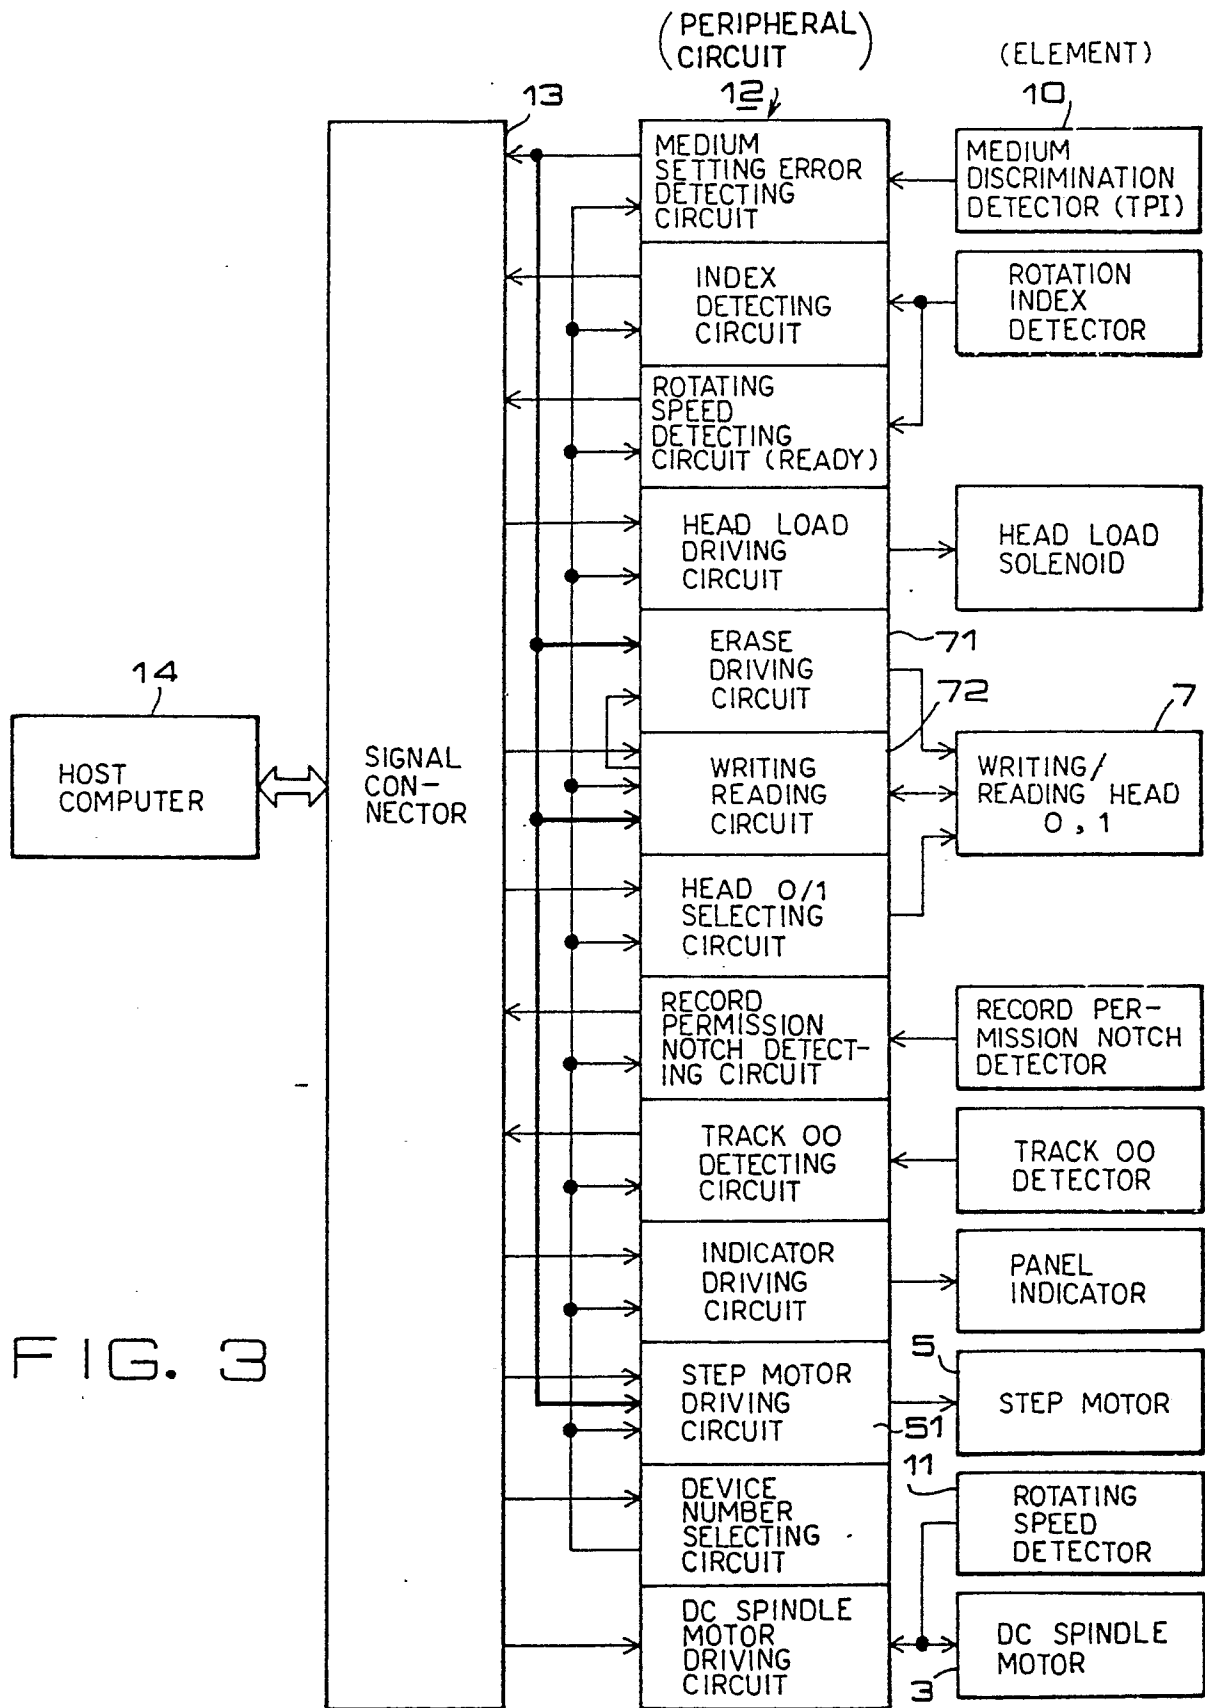 (PERIPHERAL
CIRCUIT)
(ELEMENT)
13
12
10
MEDIUM
SETTING ERROR
DETECTING
CIRCUIT
MEDIUM
DISCRIMINATION
DETECTOR (TPI)
INDEX
DETECTING
CIRCUIT
ROTATION
INDEX
DETECTOR
ROTATING
SPEED
DETECTING
CIRCUIT (READY)
HEAD LOAD
DRIVING
CIRCUIT
HEAD LOAD
SOLENOID
ERASE
DRIVING
CIRCUIT
71
72
14
7
HOST
COMPUTER
SIGNAL
CON-
NECTOR
WRITING
READING
CIRCUIT
WRITING/
READING HEAD
0, 1
HEAD 0/1
SELECTING
CIRCUIT
RECORD
PERMISSION
NOTCH DETECT-
ING CIRCUIT
RECORD PER-
MISSION NOTCH
DETECTOR
TRACK 00
DETECTING
CIRCUIT
TRACK 00
DETECTOR
INDICATOR
DRIVING
CIRCUIT
PANEL
INDICATOR
FIG. 3
STEP MOTOR
DRIVING
CIRCUIT
51
5
STEP MOTOR
DEVICE
NUMBER
SELECTING
CIRCUIT
11
ROTATING
SPEED
DETECTOR
DC SPINDLE
MOTOR
DRIVING
CIRCUIT
DC SPINDLE
MOTOR
3